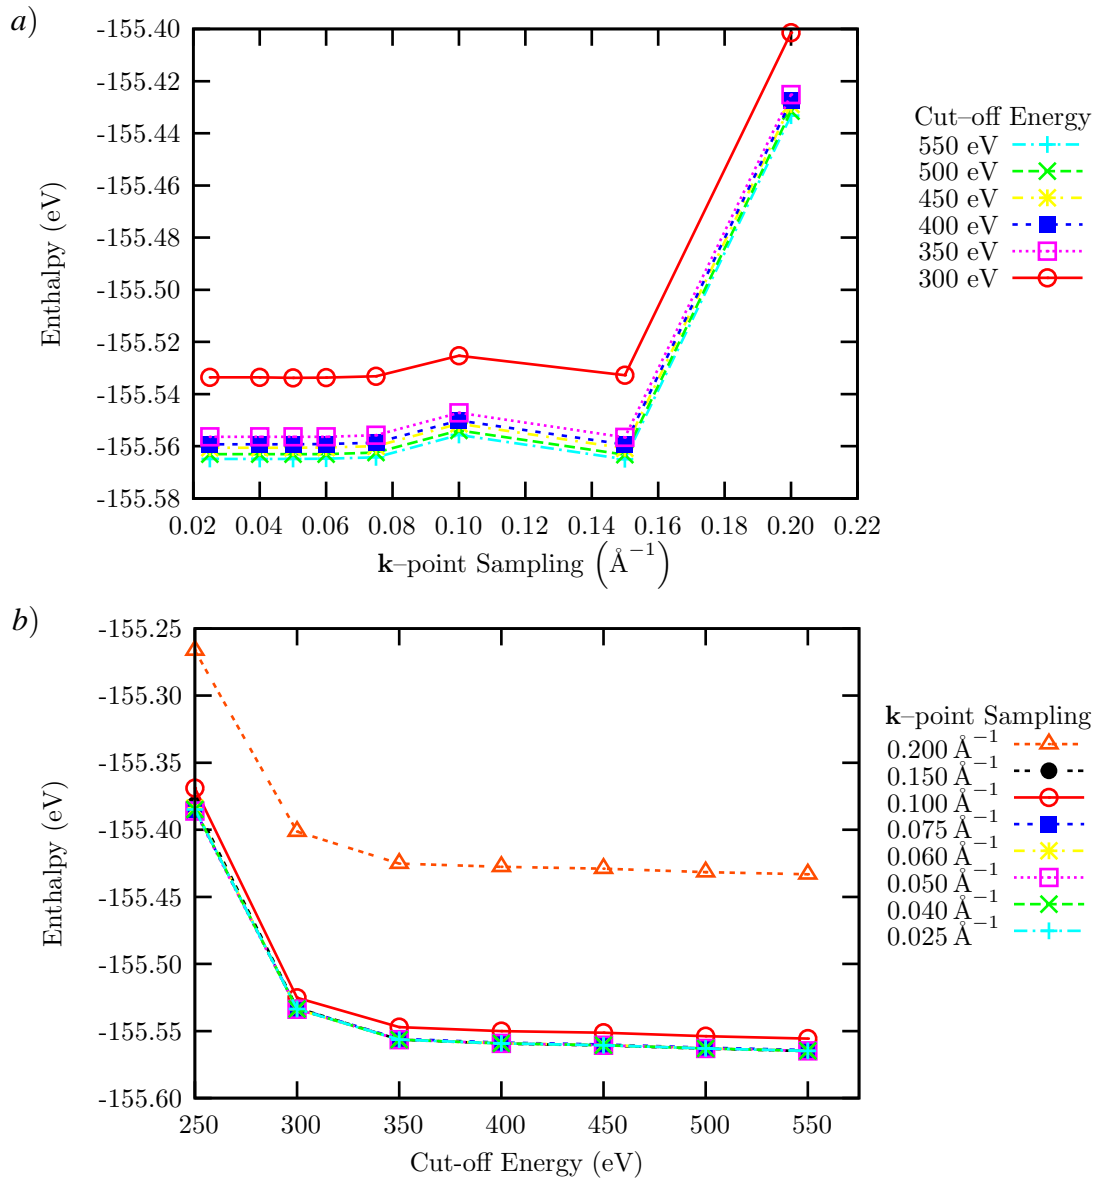 a)
-155.40
-155.42
-155.44
-155.46
-155.48
-155.50
-155.52
-155.54
-155.56
-155.58
Enthalpy (eV)
0.02 0.04 0.06 0.08 0.10 0.12 0.14 0.16 0.18 0.20 0.22
k–point Sampling (Å⁻¹)
Cut–off Energy
550 eV
500 eV
450 eV
400 eV
350 eV
300 eV
b)
-155.25
-155.30
-155.35
-155.40
-155.45
-155.50
-155.55
-155.60
Enthalpy (eV)
250 300 350 400 450 500 550
Cut-off Energy (eV)
k–point Sampling
0.200 Å⁻¹
0.150 Å⁻¹
0.100 Å⁻¹
0.075 Å⁻¹
0.060 Å⁻¹
0.050 Å⁻¹
0.040 Å⁻¹
0.025 Å⁻¹